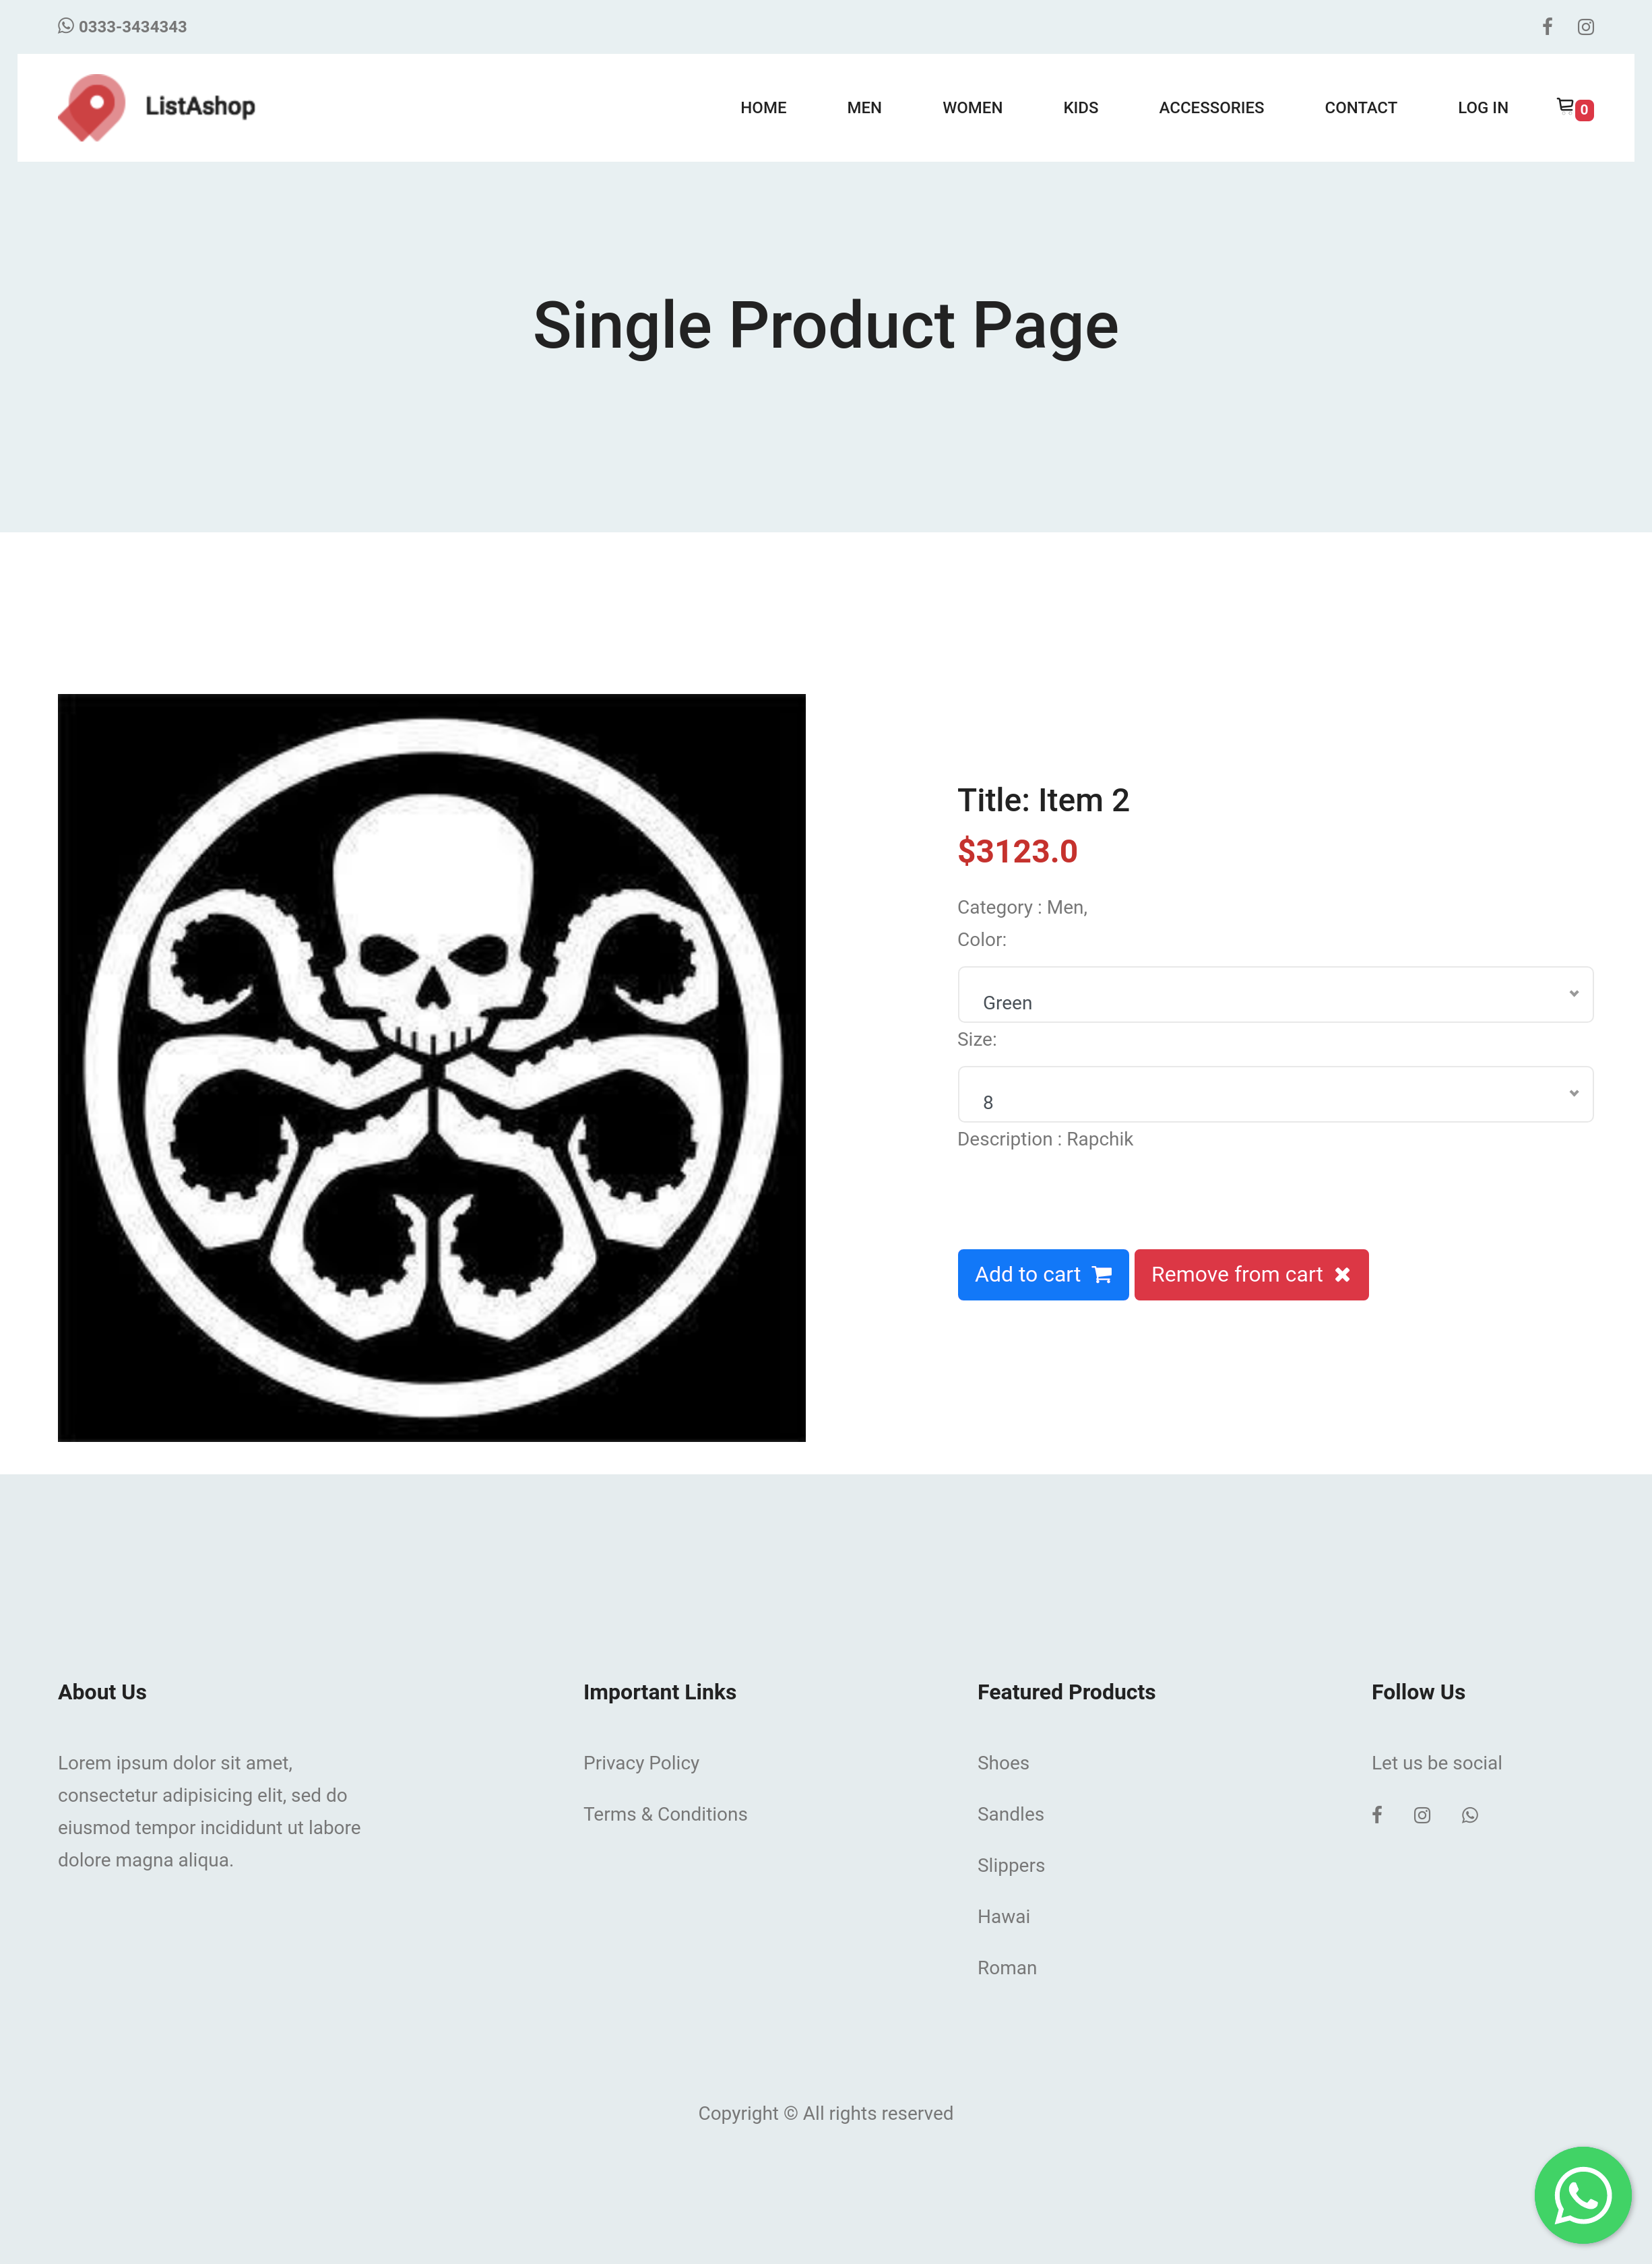 0333-3434343
ListAshop
HOME MEN WOMEN KIDS ACCESSORIES CONTACT LOG IN 0
Single Product Page
Title: Item 2
$3123.0
Category : Men,
Color:
Green
Size:
8
Description : Rapchik
Add to cart Remove from cart
About Us
Lorem ipsum dolor sit amet,
consectetur adipisicing elit, sed do
eiusmod tempor incididunt ut labore
dolore magna aliqua.
Important Links
Privacy Policy
Terms & Conditions
Featured Products
Shoes
Sandles
Slippers
Hawai
Roman
Follow Us
Let us be social
Copyright © All rights reserved